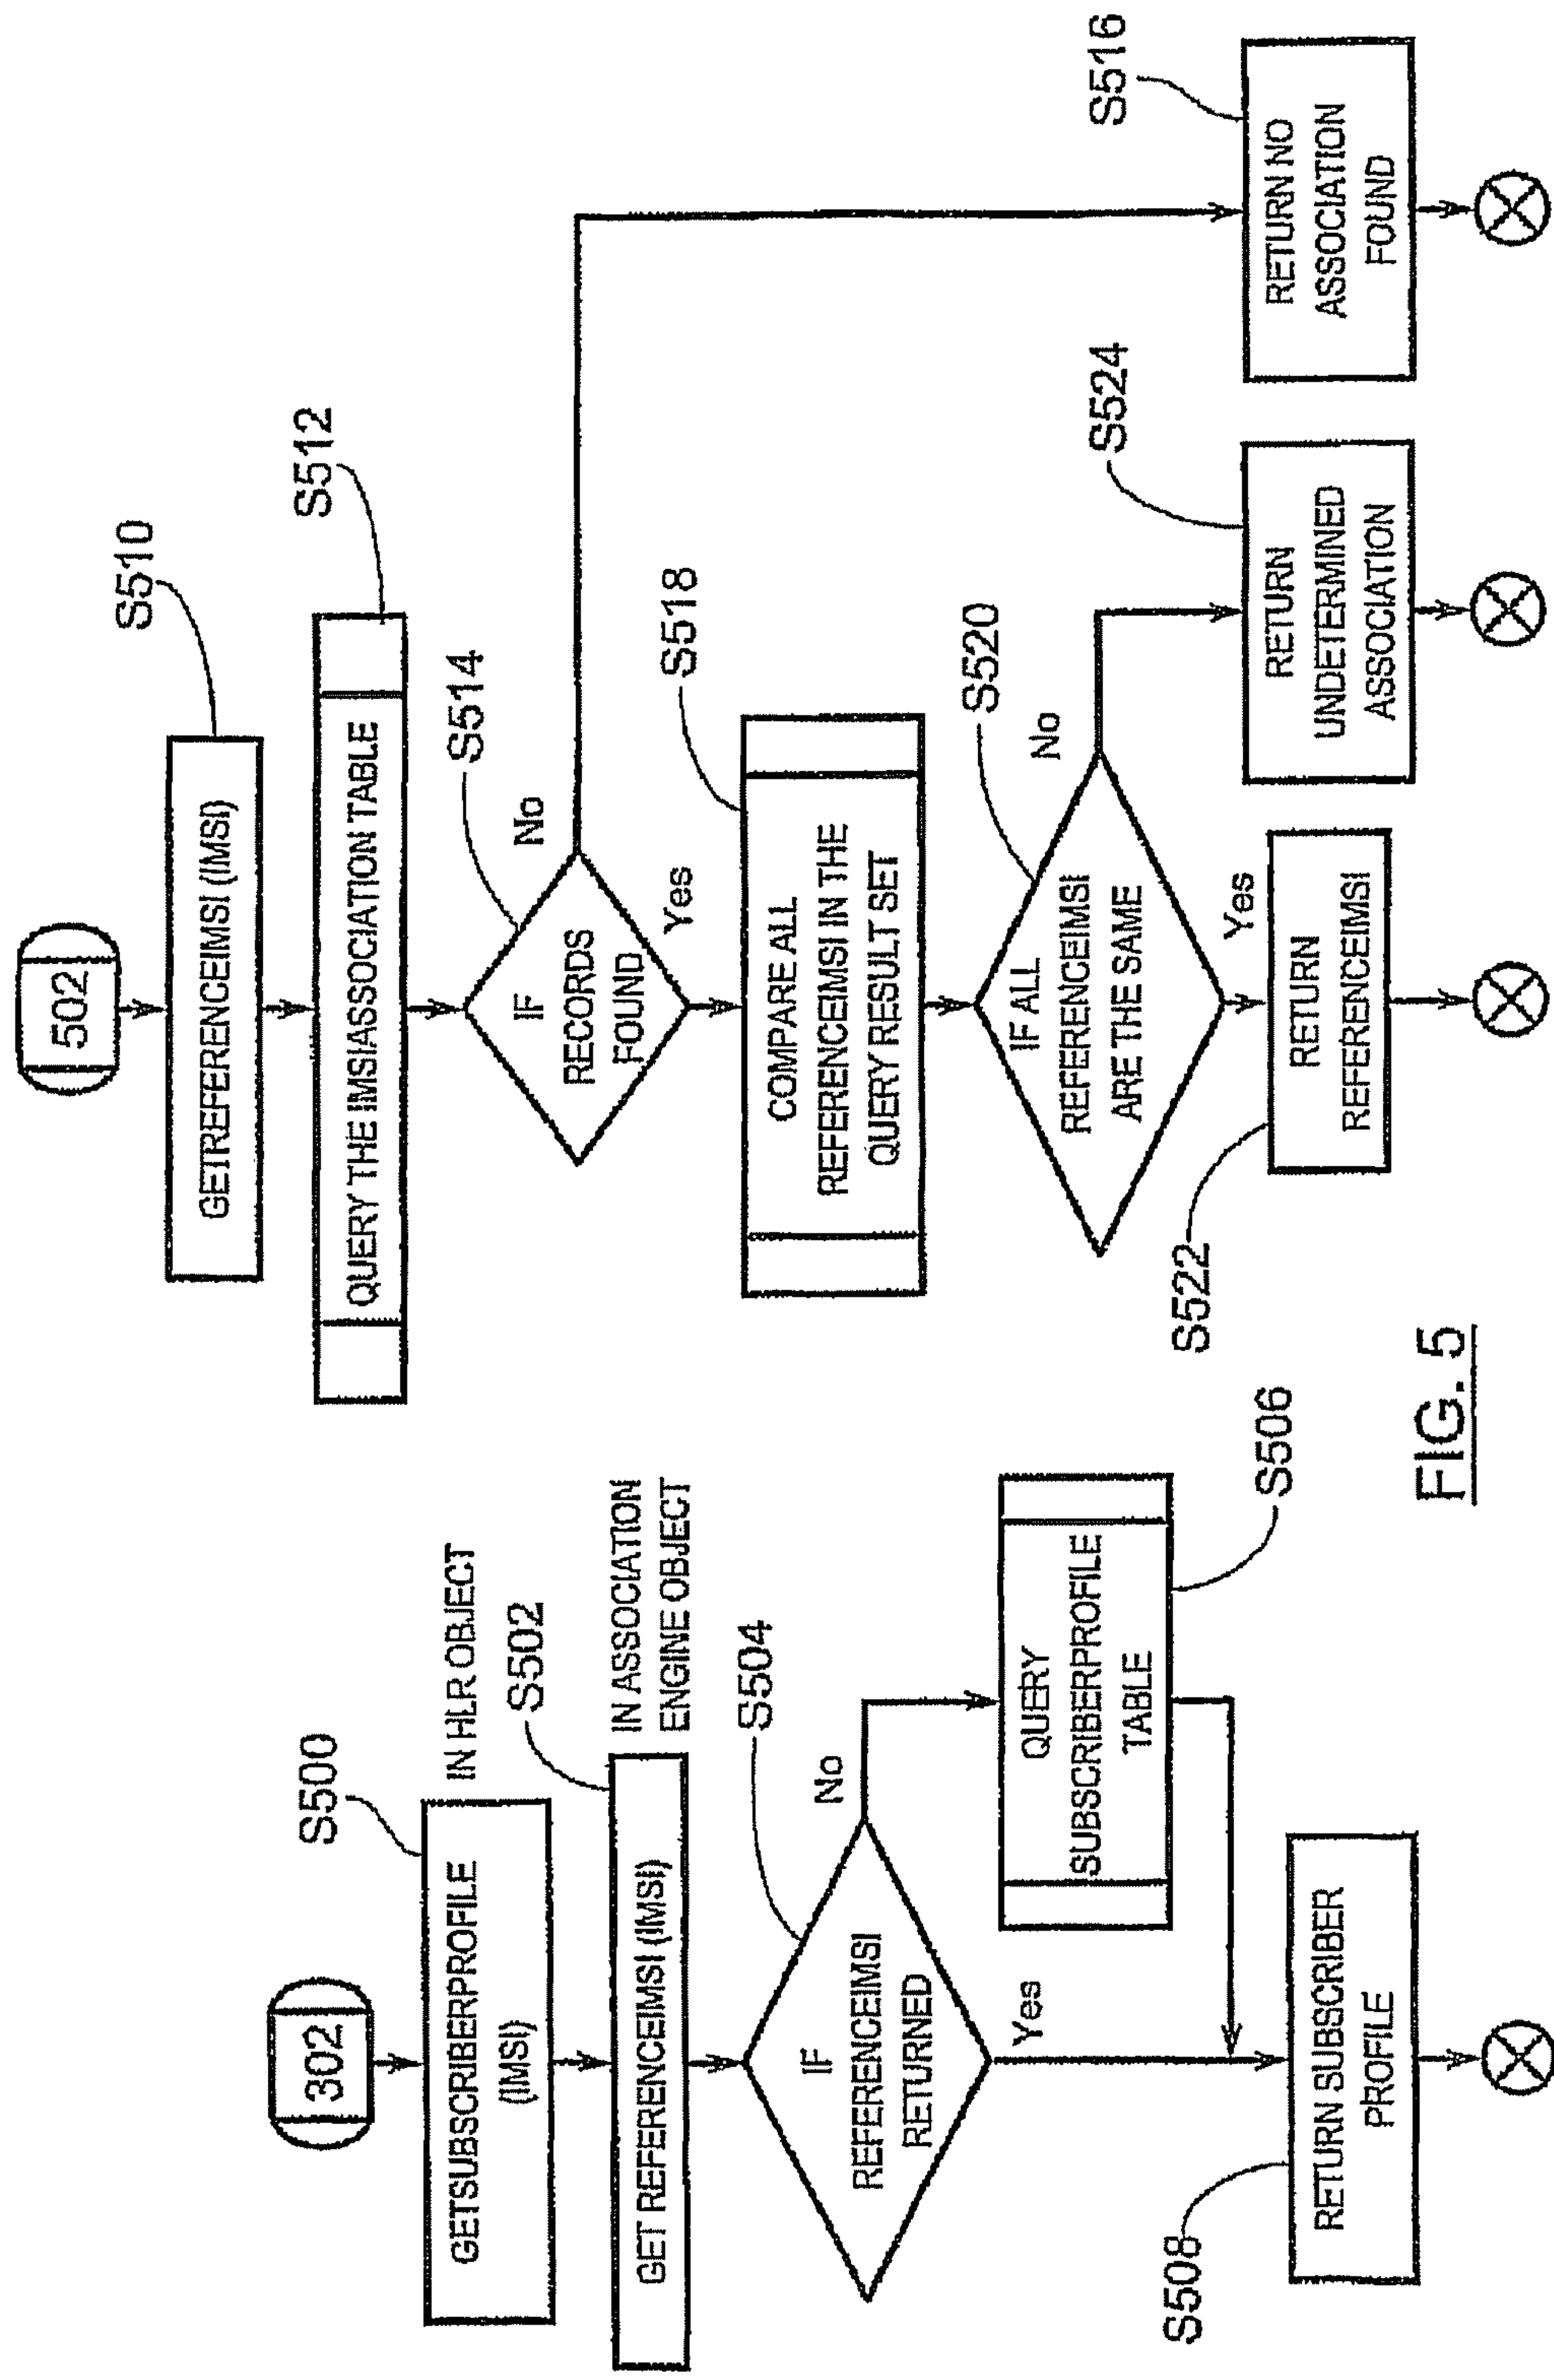 302
S500
GETSUBSCRIBERPROFILE
(IMSI)
IN HLR OBJECT
S502
GET REFERENCEIMSI (IMSI)
IN ASSOCIATION
ENGINE OBJECT
S504
IF
REFERENCEIMSI
RETURNED
No
Yes
QUERY
SUBSCRIBERPROFILE
TABLE
S506
S508
RETURN SUBSCRIBER
PROFILE
502
S510
GETREFERENCEIMSI (IMSI)
S512
QUERY THE IMSIASSOCIATION TABLE
S514
IF
RECORDS
FOUND
No
Yes
S518
COMPARE ALL
REFERENCEIMSI IN THE
QUERY RESULT SET
S520
IF ALL
REFERENCEIMSI
ARE THE SAME
No
Yes
S522
RETURN
REFERENCEIMSI
S524
RETURN
UNDETERMINED
ASSOCIATION
S516
RETURN NO
ASSOCIATION
FOUND
FIG. 5